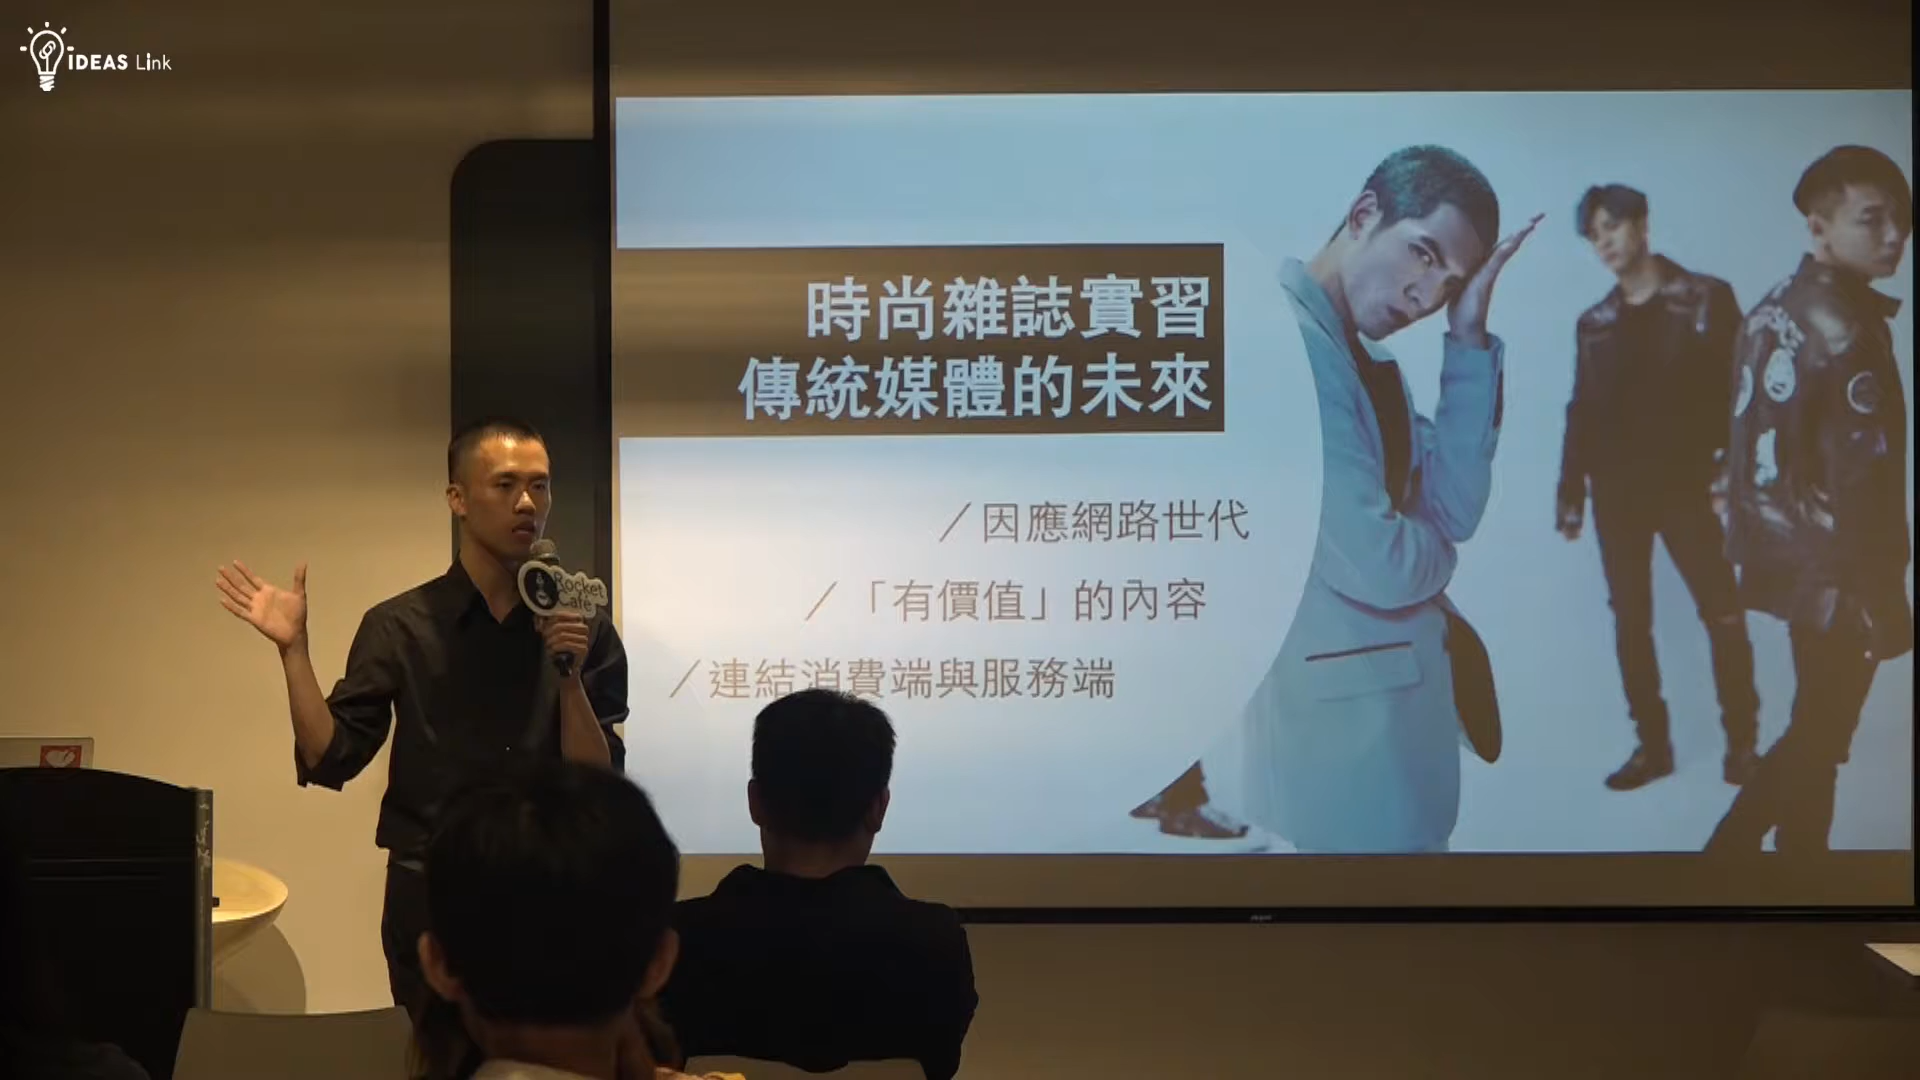 IDEAS Link
時尚雜誌實習
傳統媒體的未來
／因應網路世代
／「有價值」的內容
／連結消費端與服務端
Rocket
Café